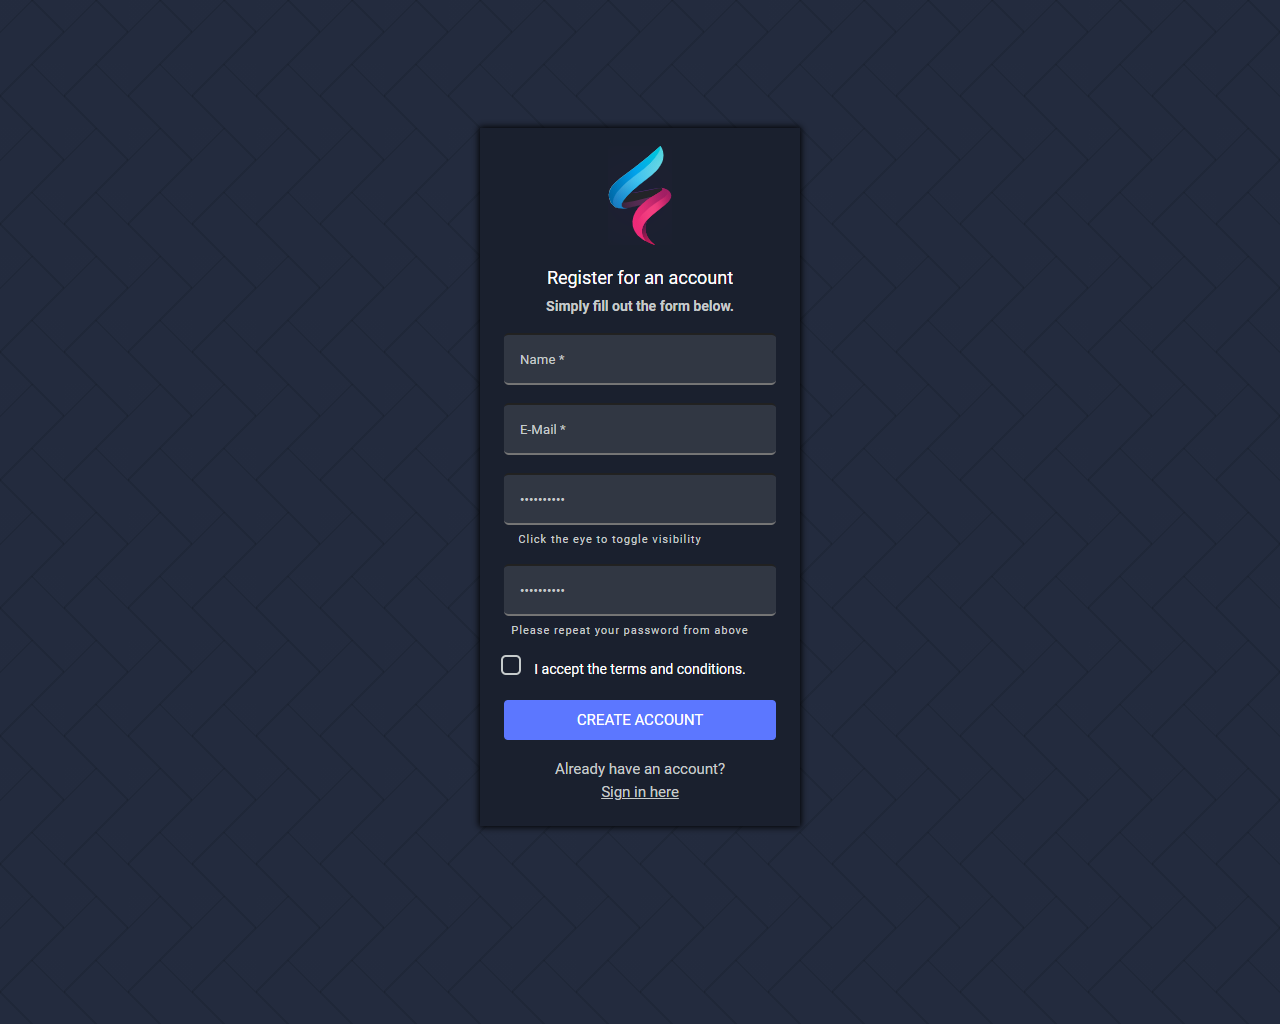 Register for an account
Simply fill out the form below.
Name *
E-Mail *
••••••••••
Click the eye to toggle visibility
••••••••••
Please repeat your password from above
I accept the terms and conditions.
CREATE ACCOUNT
Already have an account?
Sign in here